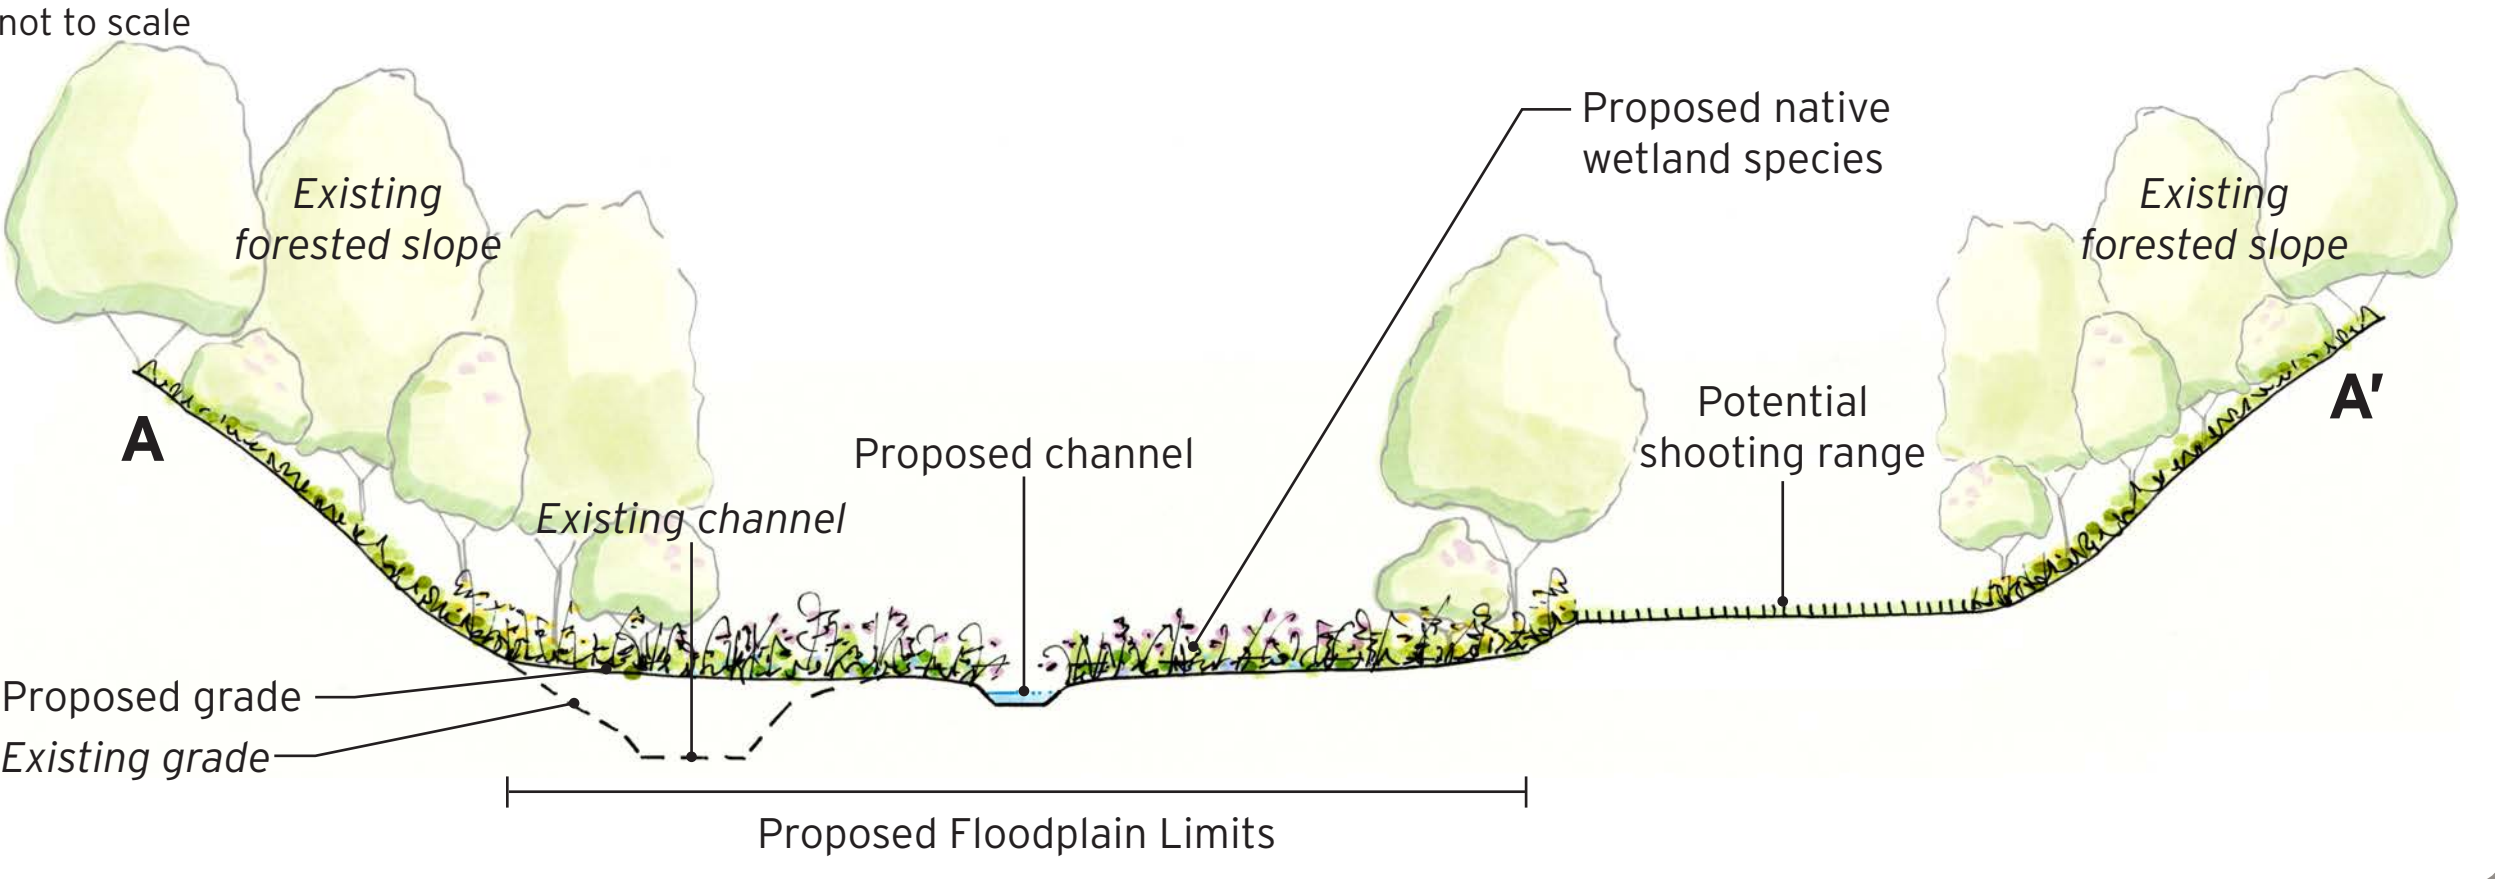 not to scale
Existing
forested slope
Proposed native
wetland species
Existing
forested slope
A
A'
Potential
shooting range
Proposed channel
Existing channel
Proposed grade
Existing grade
Proposed Floodplain Limits